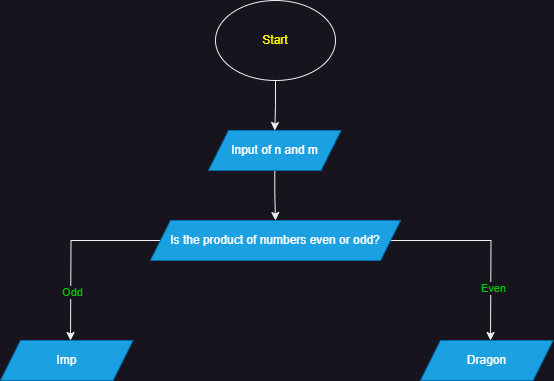 Start
Input of n and m
Is the product of numbers even or odd?
Odd
Even
Imp
Dragon